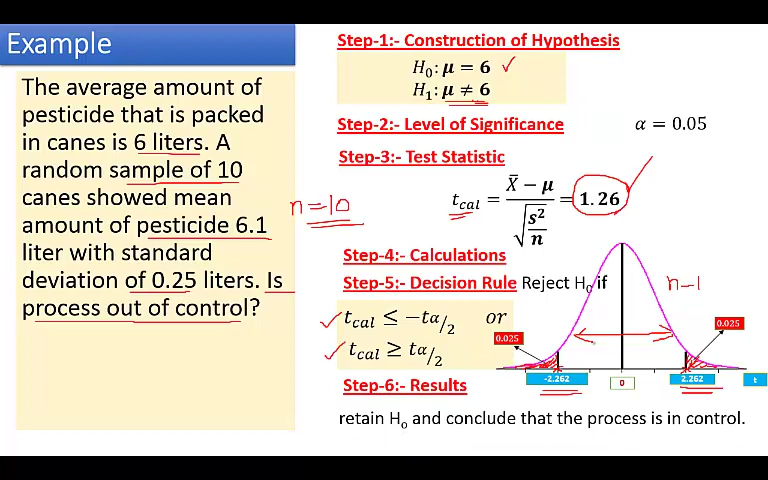 Example
The average amount of
pesticide that is packed
in canes is 6 liters. A
random sample of 10
canes showed mean
amount of pesticide 6.1
liter with standard
deviation of 0.25 liters. Is
process out of control?
n=10
Step-1:- Construction of Hypothesis
H₀: μ = 6 ✓
H₁: μ ≠ 6
Step-2:- Level of Significance α = 0.05
Step-3:- Test Statistic
t_cal = (X̄ − μ) / √(s²/n) = 1.26
Step-4:- Calculations
Step-5:- Decision Rule Reject H₀ if
t_cal ≤ −tα/2 or
t_cal ≥ tα/2
n-1
0.025
0.025
-2.262 0 2.262 t
Step-6:- Results
retain H₀ and conclude that the process is in control.